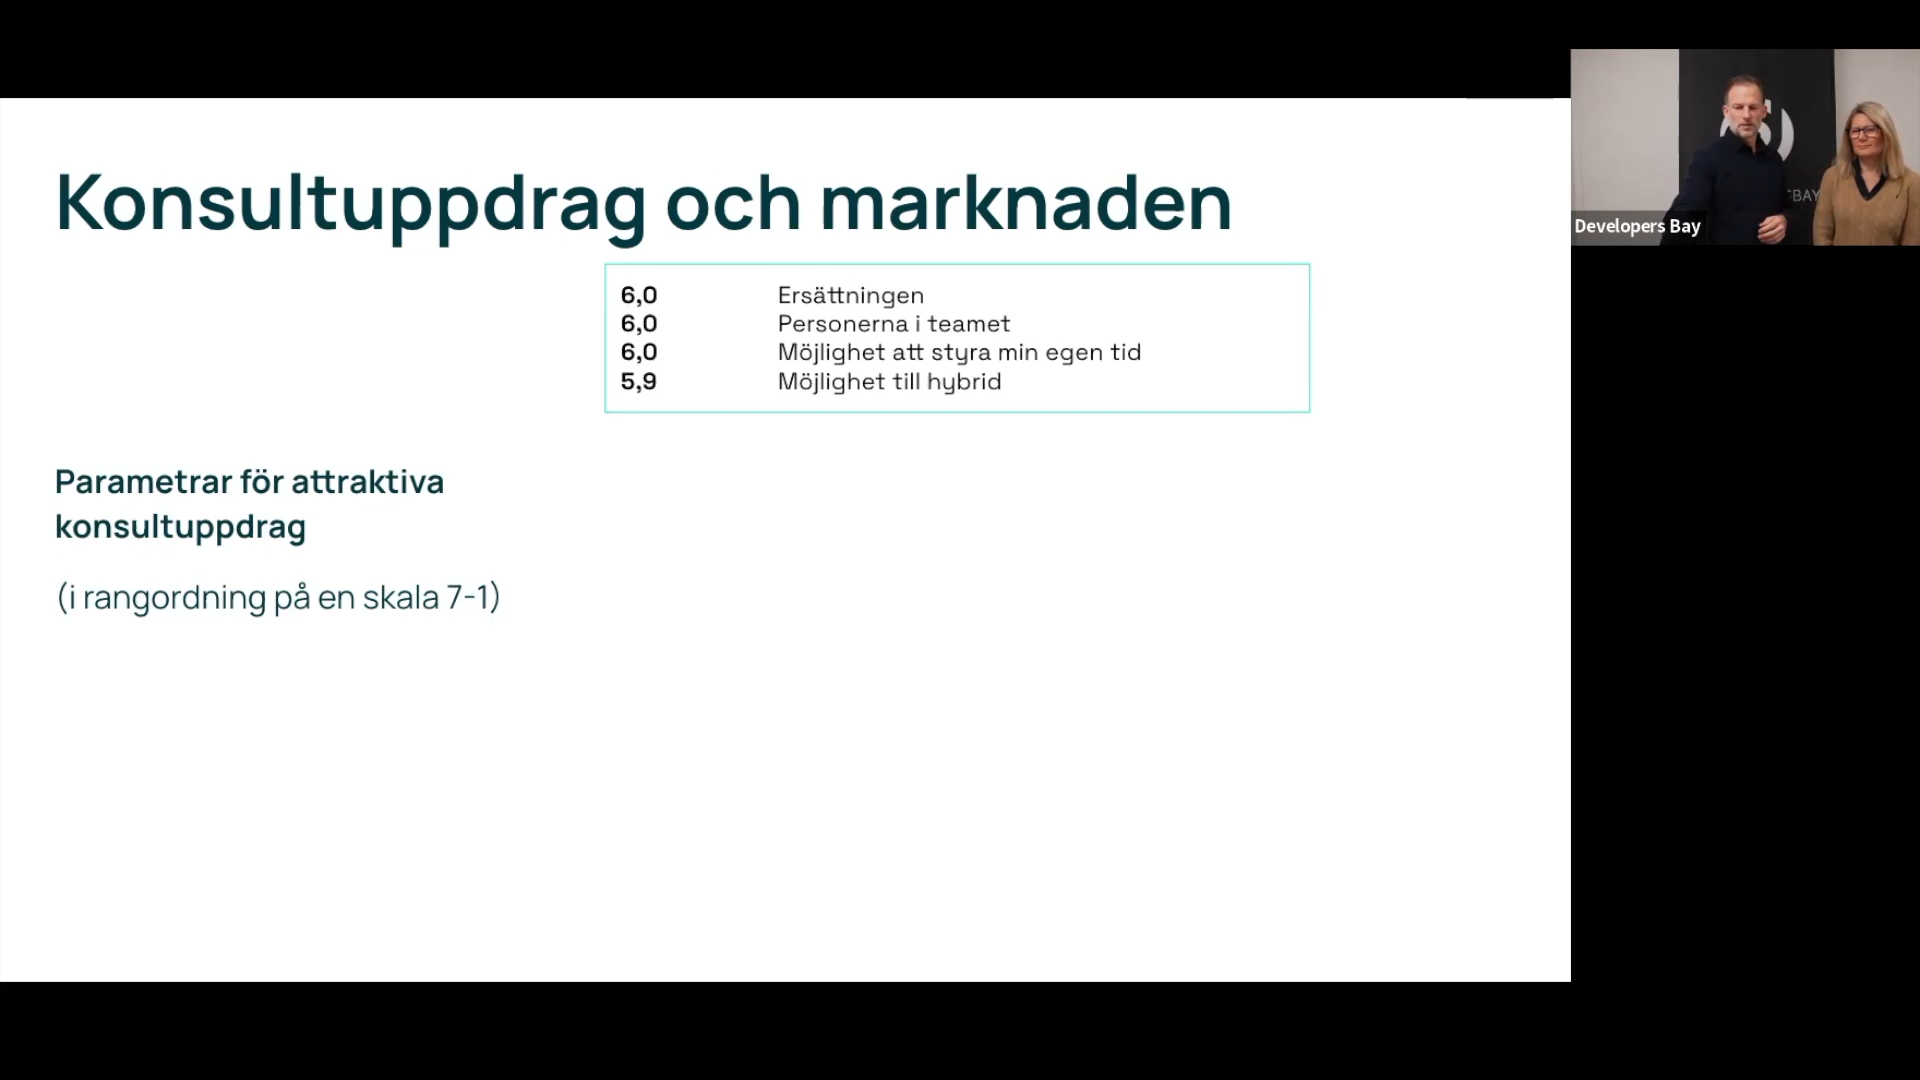 Konsultuppdrag och marknaden
6,0 Ersättningen
6,0 Personerna i teamet
6,0 Möjlighet att styra min egen tid
5,9 Möjlighet till hybrid
Parametrar för attraktiva
konsultuppdrag
(i rangordning på en skala 7-1)
BAY
Developers Bay